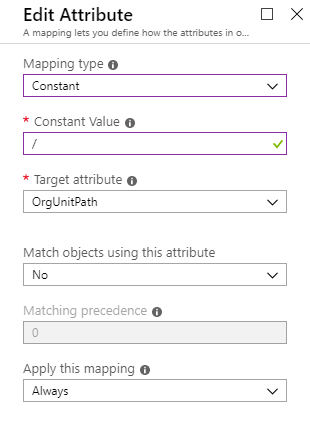 Edit Attribute
A mapping lets you define how the attributes in o...
Mapping type
Constant
* Constant Value
/
* Target attribute
OrgUnitPath
Match objects using this attribute
No
Matching precedence
0
Apply this mapping
Always